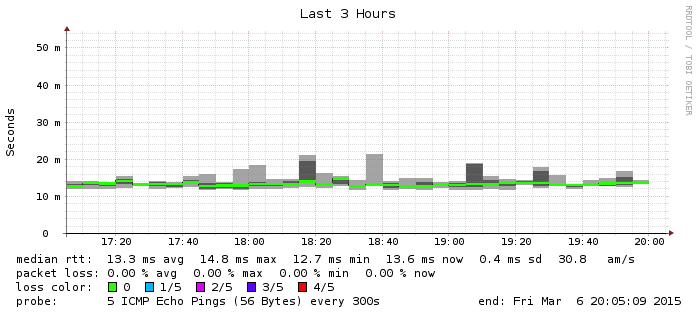 Last 3 Hours
RRDTOOL / TOBI OETIKER
Seconds
50 m
40 m
30 m
20 m
10 m
0
17:20 17:40 18:00 18:20 18:40 19:00 19:20 19:40 20:00
median rtt: 13.3 ms avg 14.8 ms max 12.7 ms min 13.6 ms now 0.4 ms sd 30.8 am/s
packet loss: 0.00 % avg 0.00 % max 0.00 % min 0.00 % now
loss color: 0 1/5 2/5 3/5 4/5
probe: 5 ICMP Echo Pings (56 Bytes) every 300s end: Fri Mar 6 20:05:09 2015